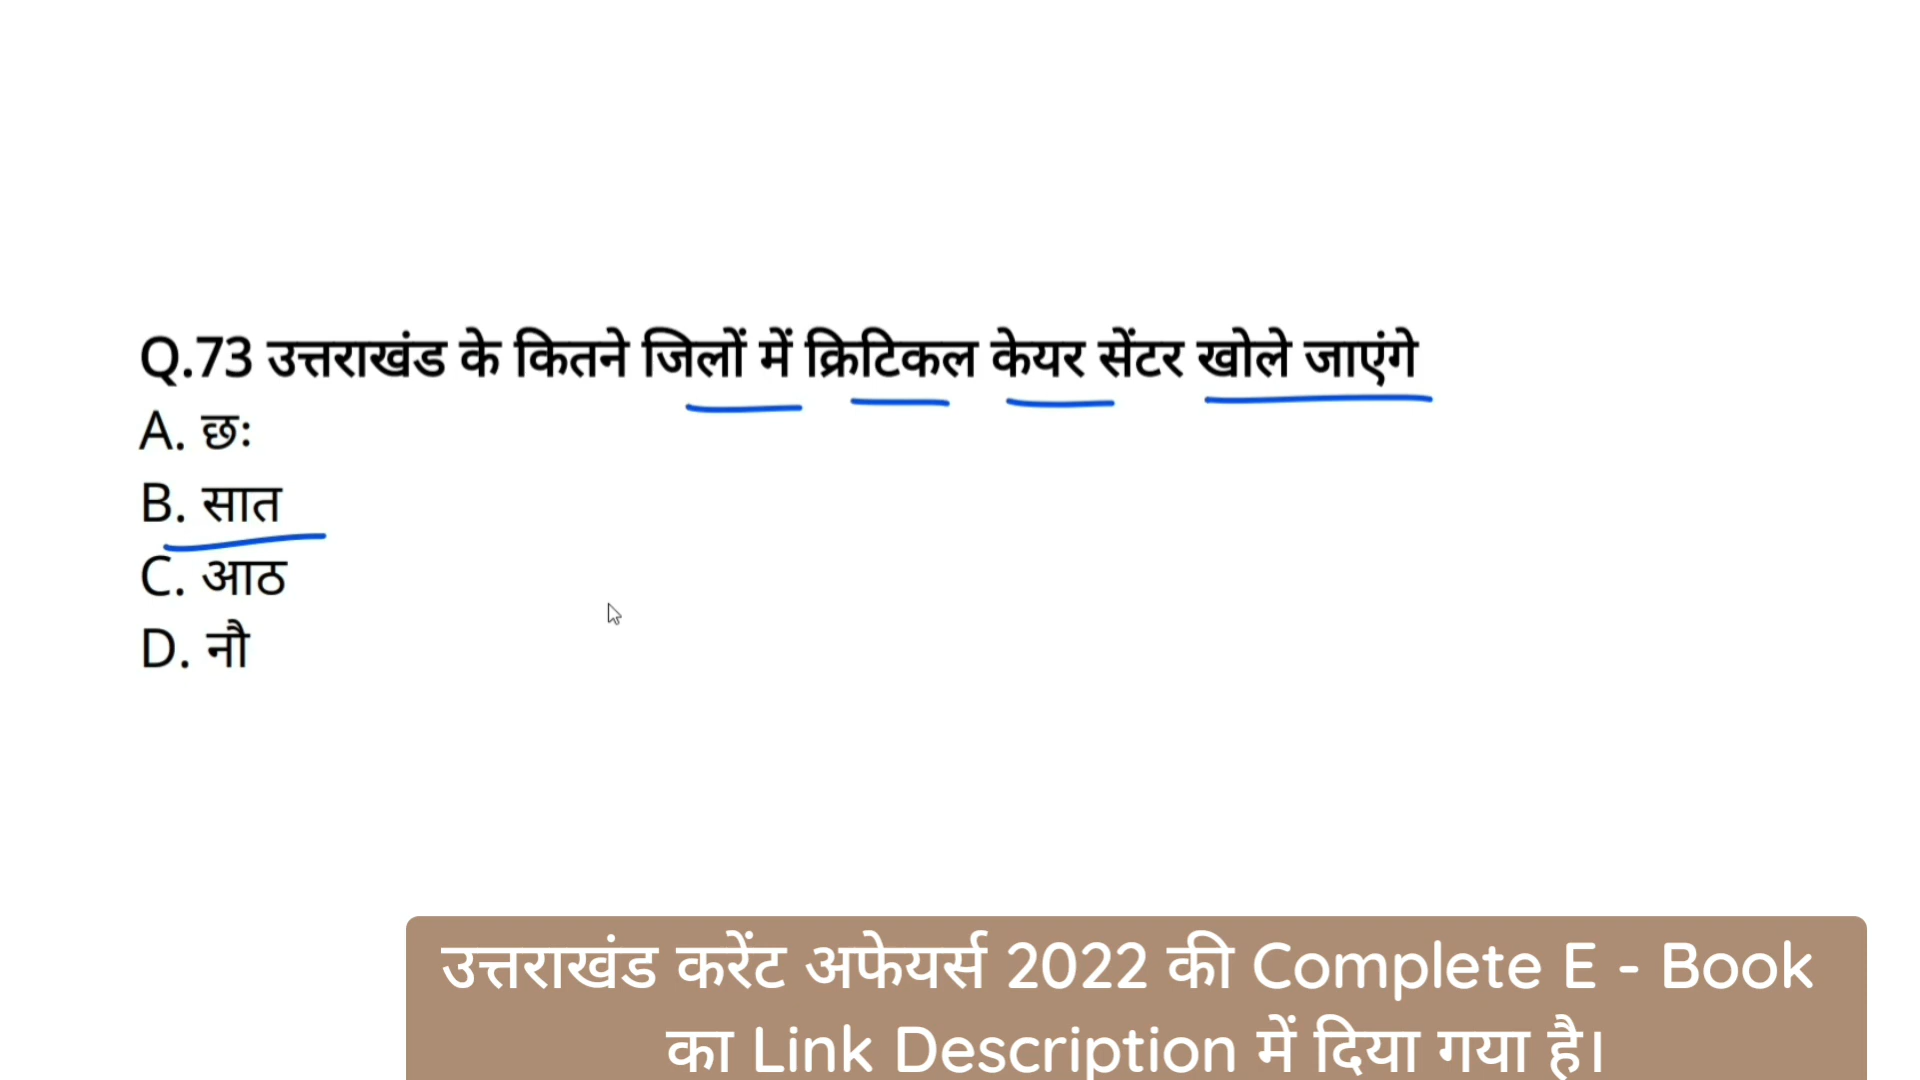 Q.73 उत्तराखंड के कितने जिलों में क्रिटिकल केयर सेंटर खोले जाएंगे
A. छः
B. सात
C. आठ
D. नौ
उत्तराखंड करेंट अफेयर्स 2022 की Complete E - Book
का Link Description में दिया गया है।